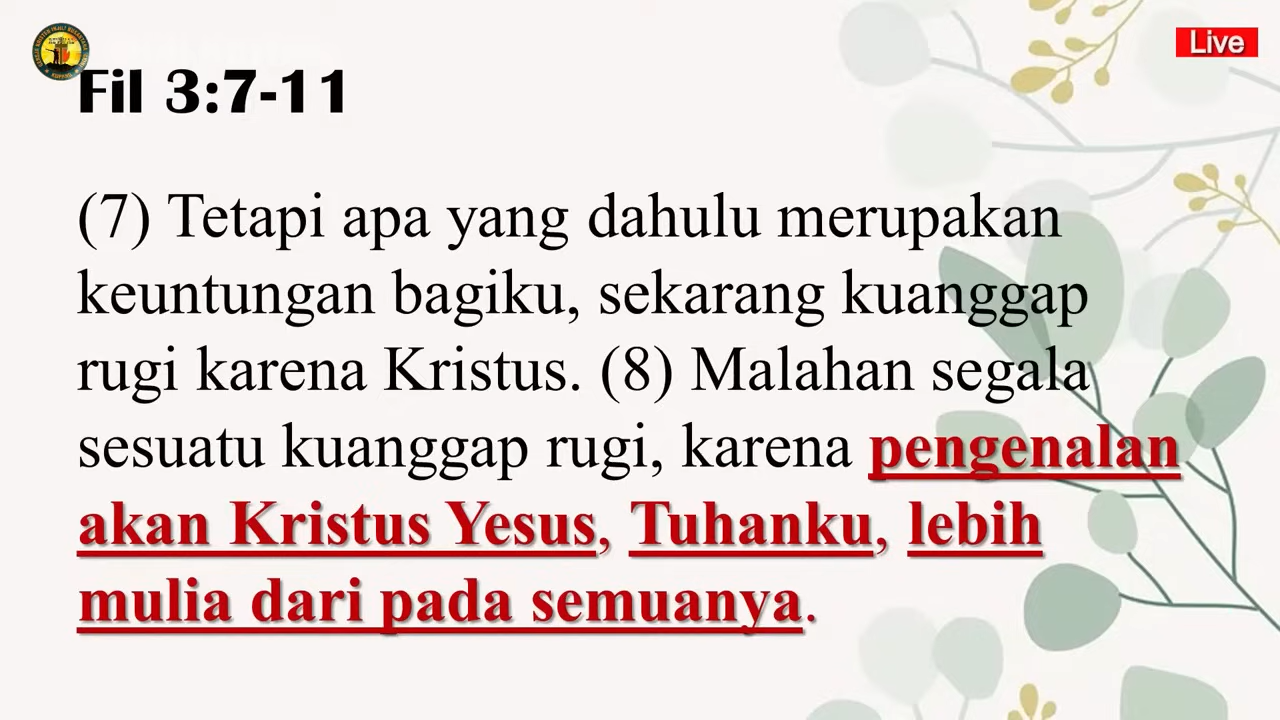 Live
Fil 3:7-11
(7) Tetapi apa yang dahulu merupakan
keuntungan bagiku, sekarang kuanggap
rugi karena Kristus. (8) Malahan segala
sesuatu kuanggap rugi, karena pengenalan
akan Kristus Yesus, Tuhanku, lebih
mulia dari pada semuanya.